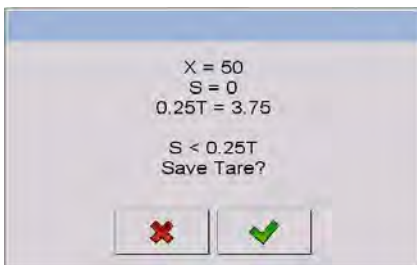 X = 50
S = 0
0.25T = 3.75
S < 0.25T
Save Tare?